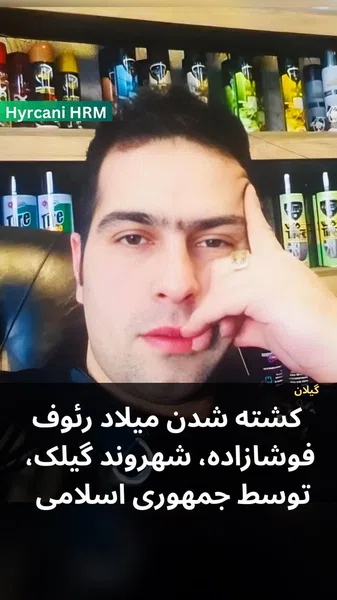 Hyrcani HRM
گیلان
کشته شدن میلاد رئوف
فوشازاده، شهروند گیلک،
توسط جمهوری اسلامی